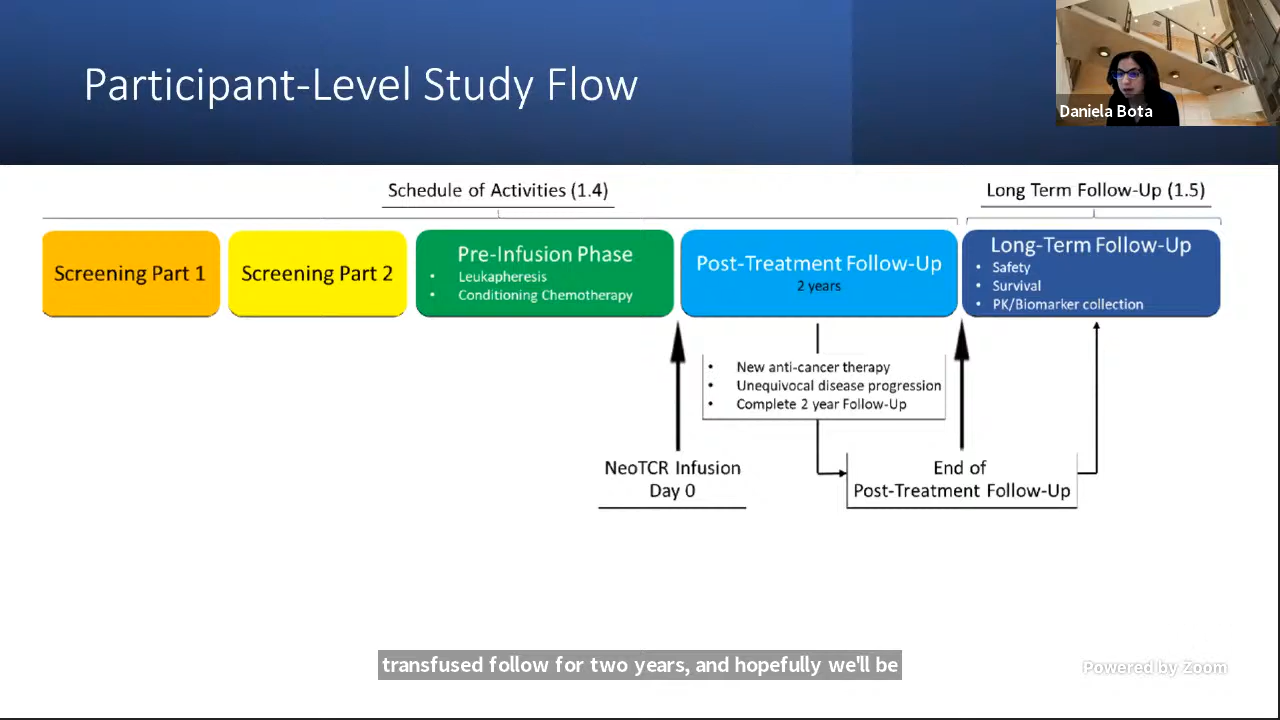 Participant-Level Study Flow
Daniela Bota
Schedule of Activities (1.4)
Long Term Follow-Up (1.5)
Screening Part 1
Screening Part 2
Pre-Infusion Phase
• Leukapheresis
• Conditioning Chemotherapy
Post-Treatment Follow-Up
2 years
Long-Term Follow-Up
• Safety
• Survival
• PK/Biomarker collection
• New anti-cancer therapy
• Unequivocal disease progression
• Complete 2 year Follow-Up
NeoTCR Infusion
Day 0
End of
Post-Treatment Follow-Up
transfused follow for two years, and hopefully we'll be
Powered by Zoom